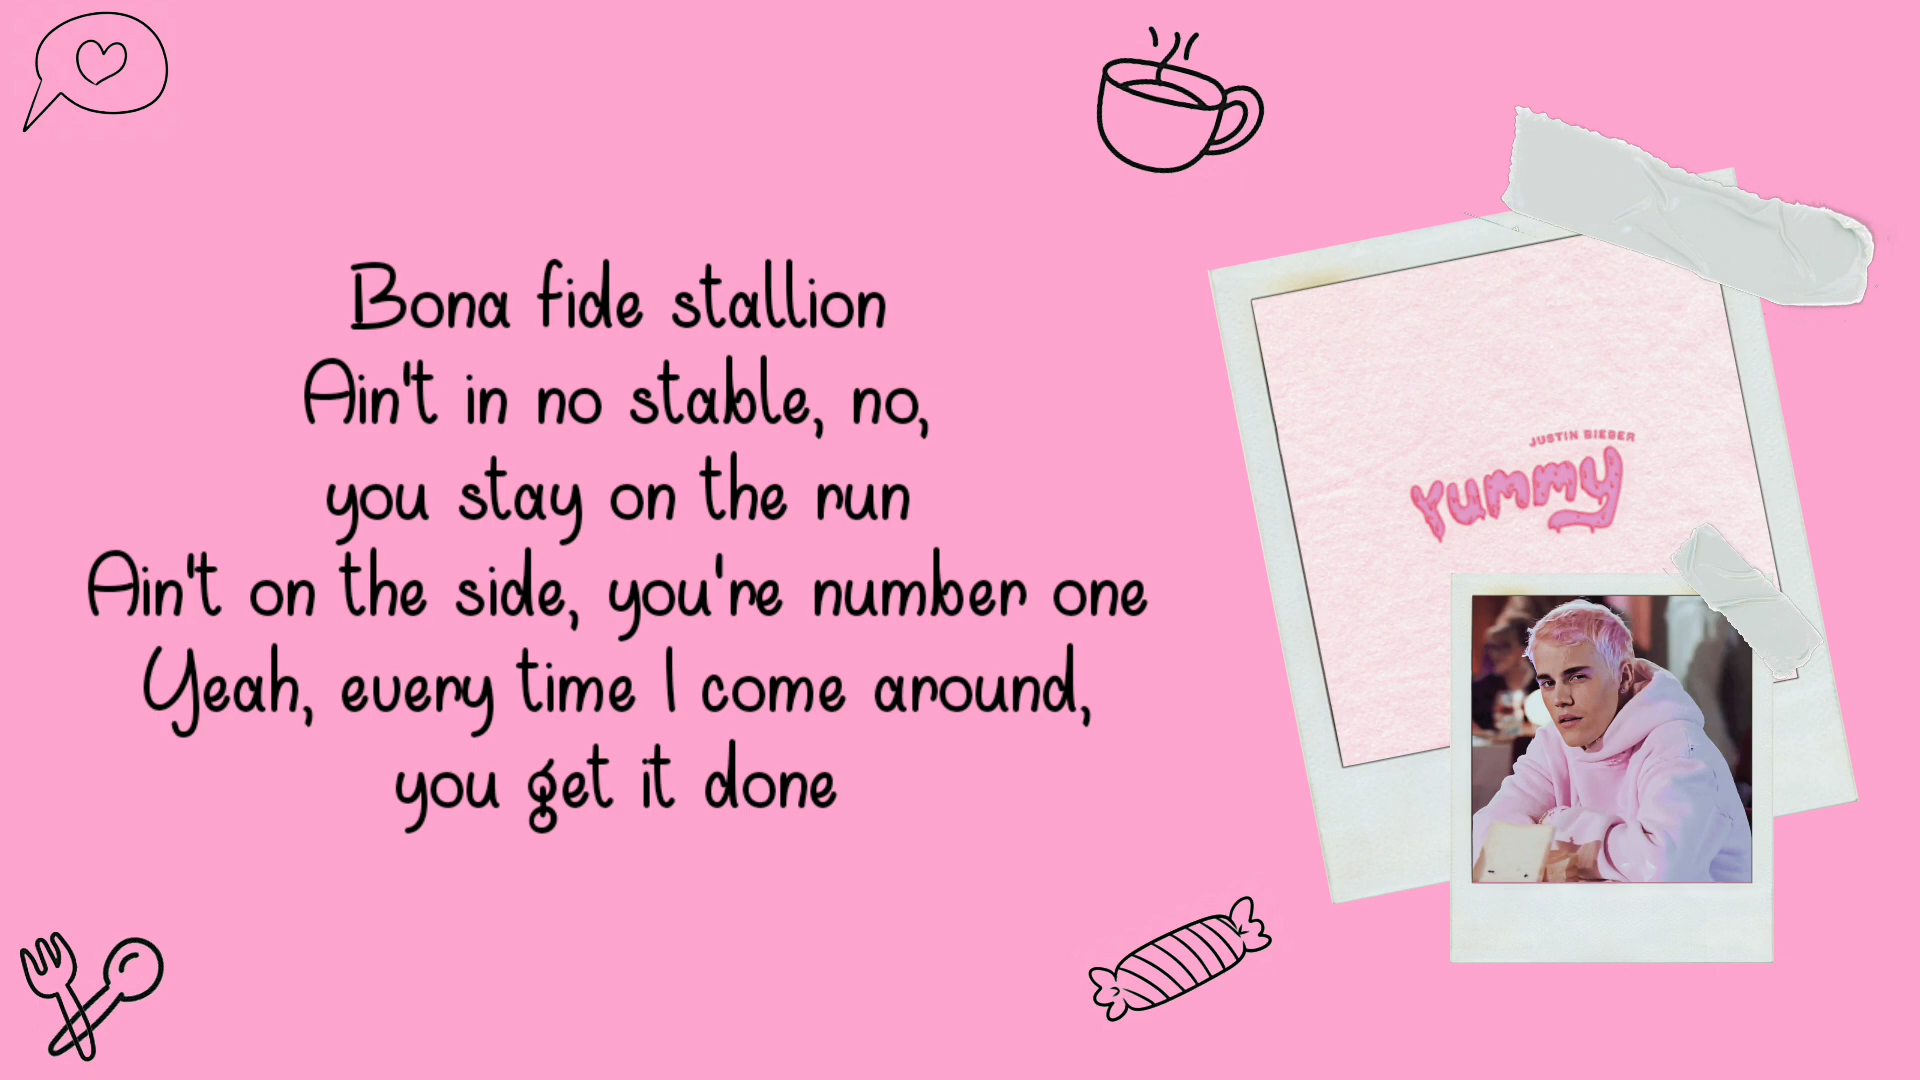 Bona fide stallion
Ain't in no stable, no,
you stay on the run
Ain't on the side, you're number one
Yeah, every time I come around,
you get it done
JUSTIN BIEBER
yummy